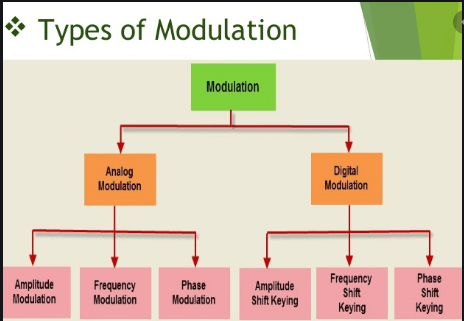 Types of Modulation
Modulation
Analog
Modulation
Digital
Modulation
Amplitude
Modulation
Frequency
Modulation
Phase
Modulation
Amplitude
Shift Keying
Frequency
Shift
Keying
Phase
Shift
Keying